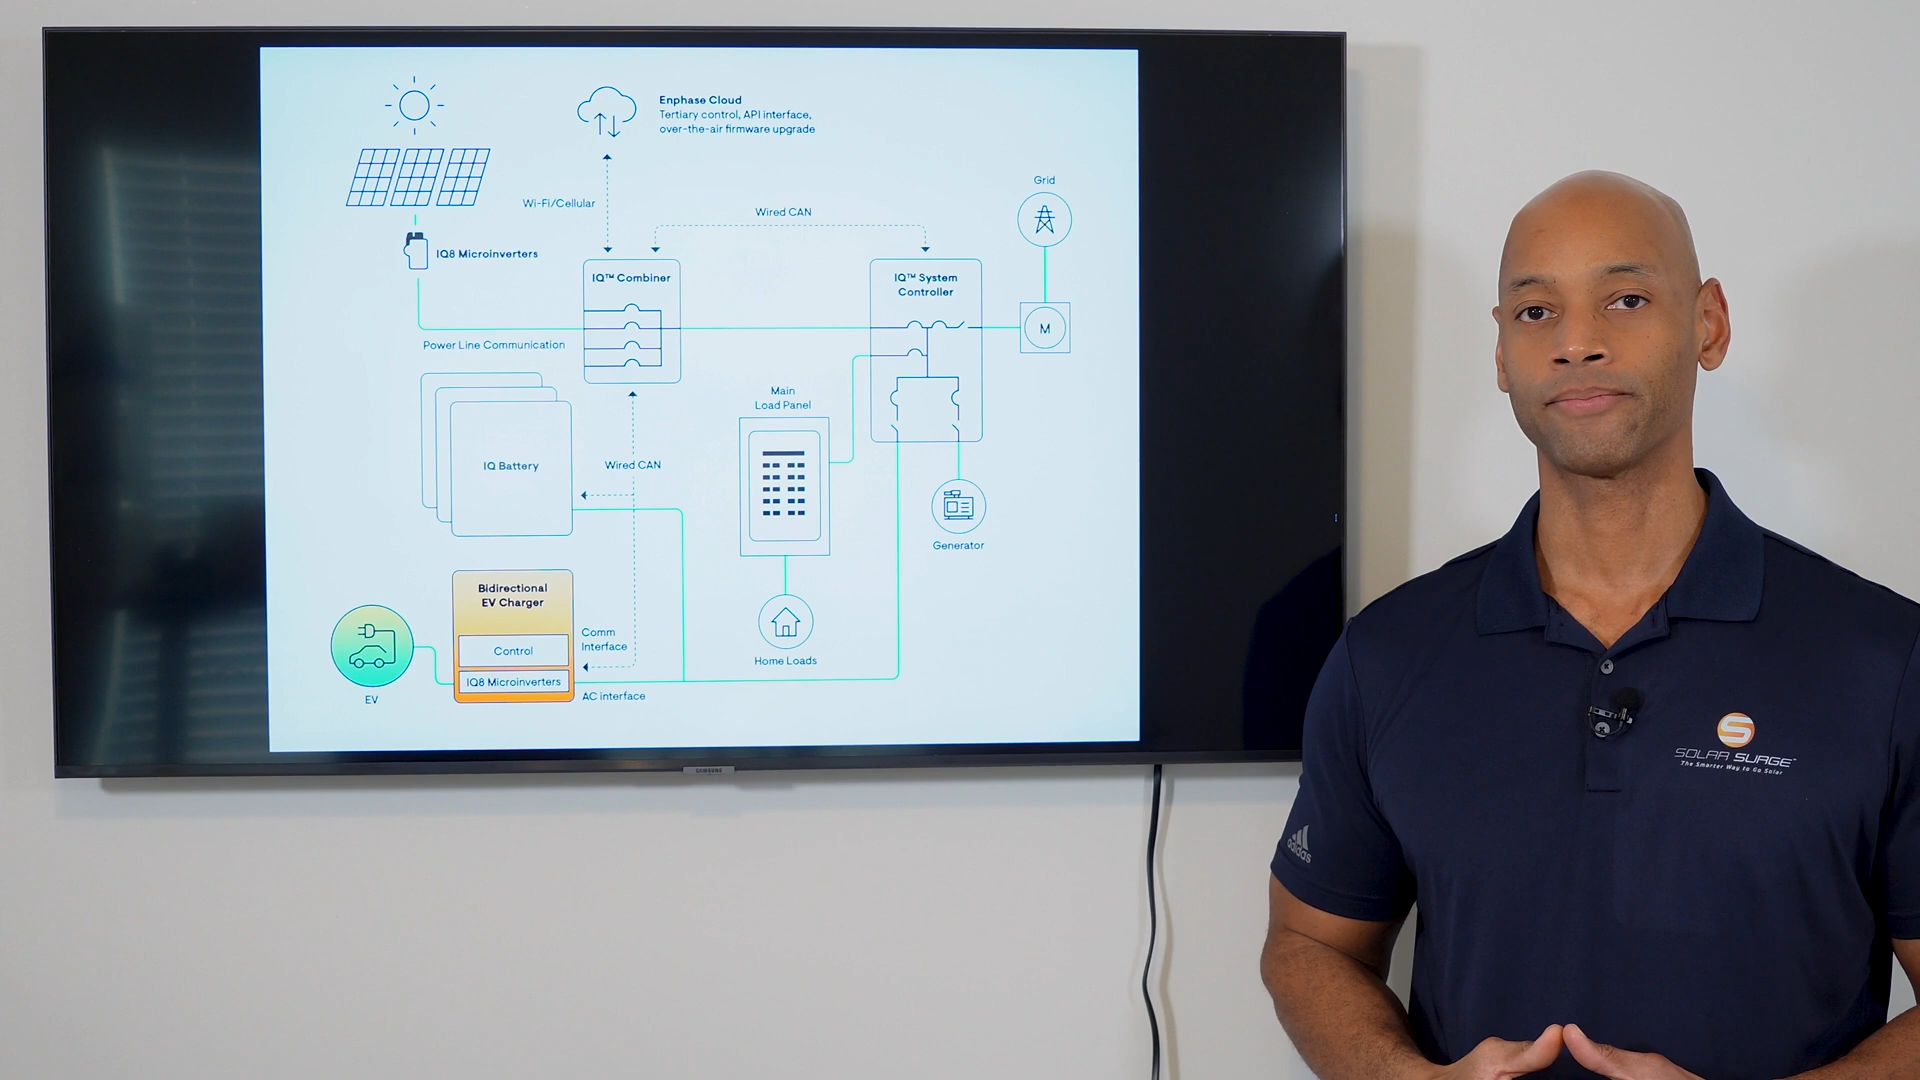 Enphase Cloud
Tertiary control, API interface,
over-the-air firmware upgrade
Grid
Wi-Fi/Cellular
Wired CAN
IQ8 Microinverters
IQ™ Combiner
IQ™ System
Controller
M
Power Line Communication
Main
Load Panel
IQ Battery
Wired CAN
Generator
Bidirectional
EV Charger
Control
IQ8 Microinverters
Comm
Interface
AC interface
EV
Home Loads
SAMSUNG
S
SOLAR SURGE™
The Smarter Way to Go Solar
adidas